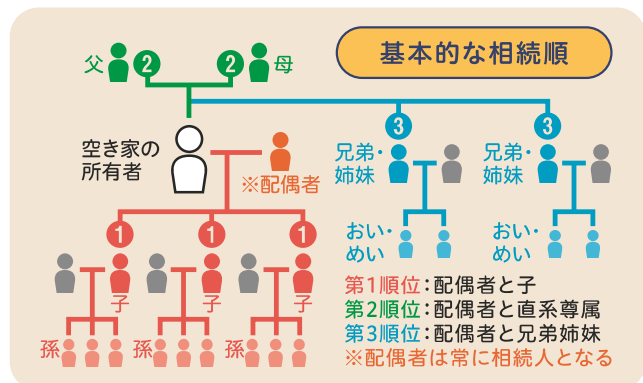 基本的な相続順
父 2 2 母
空き家の
所有者
※配偶者
3 3
兄弟・
姉妹
兄弟・
姉妹
おい・
めい
おい・
めい
1 1 1
子 子 子
孫 孫 孫
第1順位：配偶者と子
第2順位：配偶者と直系尊属
第3順位：配偶者と兄弟姉妹
※配偶者は常に相続人となる